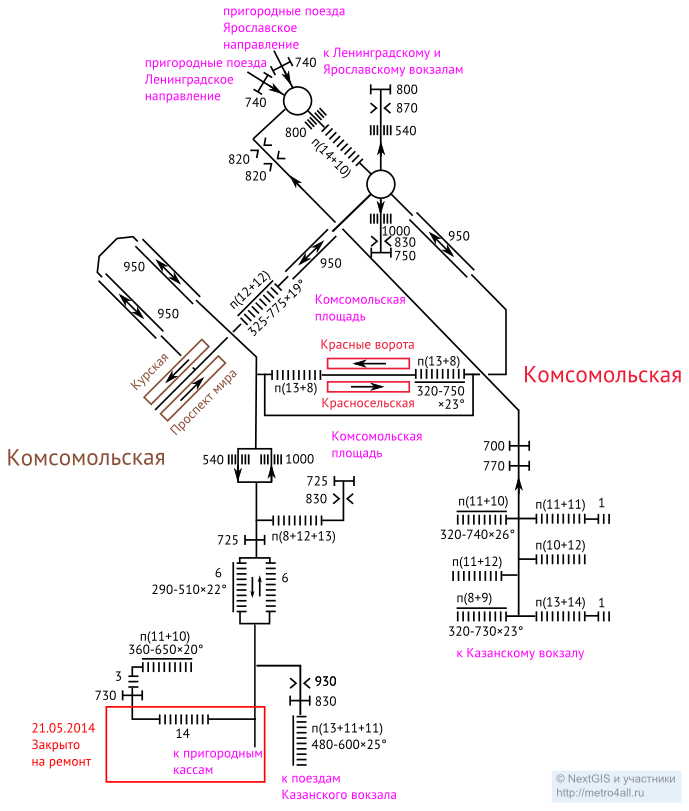 пригородные поезда
Ярославское
направление
к Ленинградскому и
Ярославскому вокзалам
пригородные поезда
Ленинградское
направление
740
740
800
870
800
540
п(14+10)
820
820
1000
830
750
950
950
950
950
п(12+12)
325-775×19°
Комсомольская
площадь
Курская
Проспект мира
Красные ворота
п(13+8)
п(13+8)
320-750
×23°
Красносельская
Комсомольская
Комсомольская
площадь
Комсомольская
540
1000
700
770
725
830
п(8+12+13)
725
п(11+10)
320-740×26°
п(11+11)
1
п(10+12)
п(11+12)
п(8+9)
320-730×23°
п(13+14)
1
к Казанскому вокзалу
6
6
290-510×22°
п(11+10)
360-650×20°
3
730
930
830
14
п(13+11+11)
480-600×25°
21.05.2014
Закрыто
на ремонт
к пригородным
кассам
к поездам
Казанского вокзала
© NextGIS и участники
http://metro4all.ru